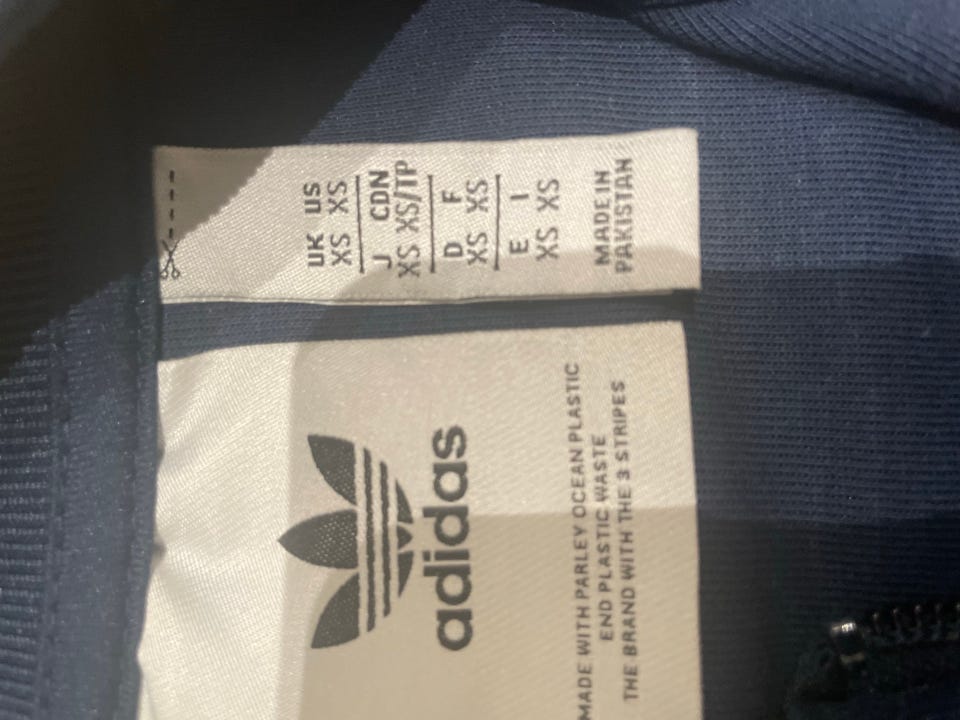 UK US
XS XS
J CDN
XS XS/TP
D F
XS XS
E I
XS XS
MADE IN
PAKISTAN
adidas
MADE WITH PARLEY OCEAN PLASTIC
END PLASTIC WASTE
THE BRAND WITH THE 3 STRIPES